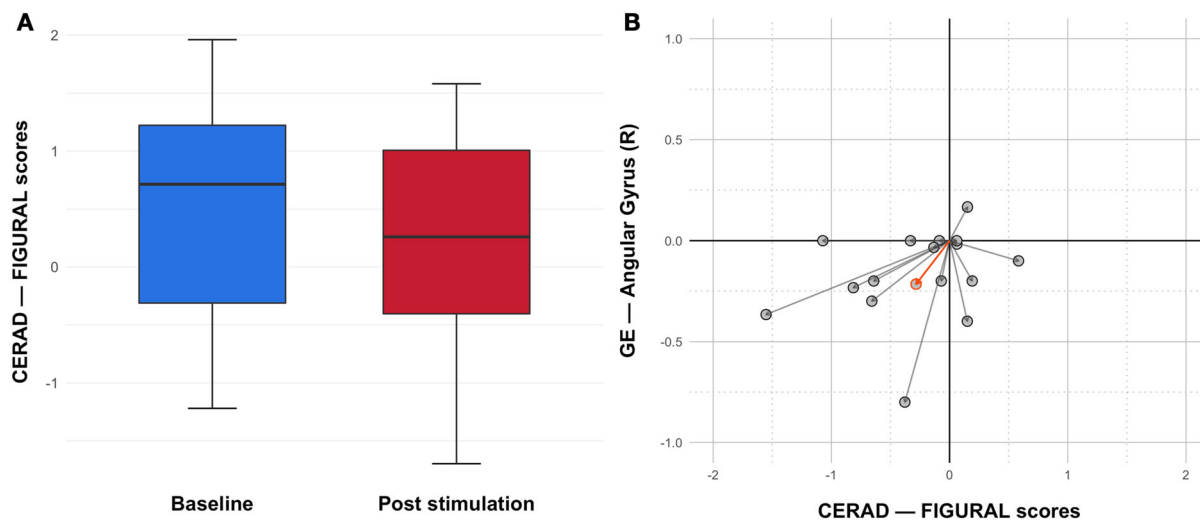 A
CERAD — FIGURAL scores
2
1
0
-1
Baseline
Post stimulation
B
GE — Angular Gyrus (R)
1.0
0.5
0.0
-0.5
-1.0
-2
-1
0
1
2
CERAD — FIGURAL scores